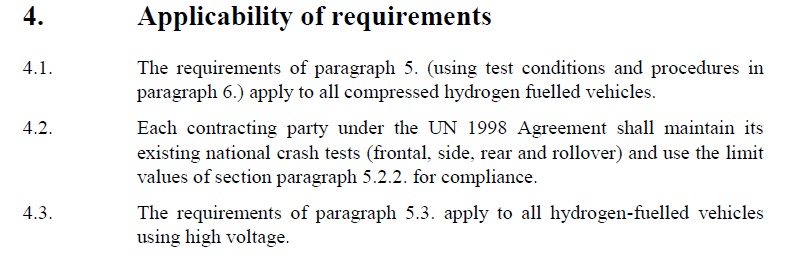 4. Applicability of requirements
4.1. The requirements of paragraph 5. (using test conditions and procedures in
paragraph 6.) apply to all compressed hydrogen fuelled vehicles.
4.2. Each contracting party under the UN 1998 Agreement shall maintain its
existing national crash tests (frontal, side, rear and rollover) and use the limit
values of section paragraph 5.2.2. for compliance.
4.3. The requirements of paragraph 5.3. apply to all hydrogen-fuelled vehicles
using high voltage.